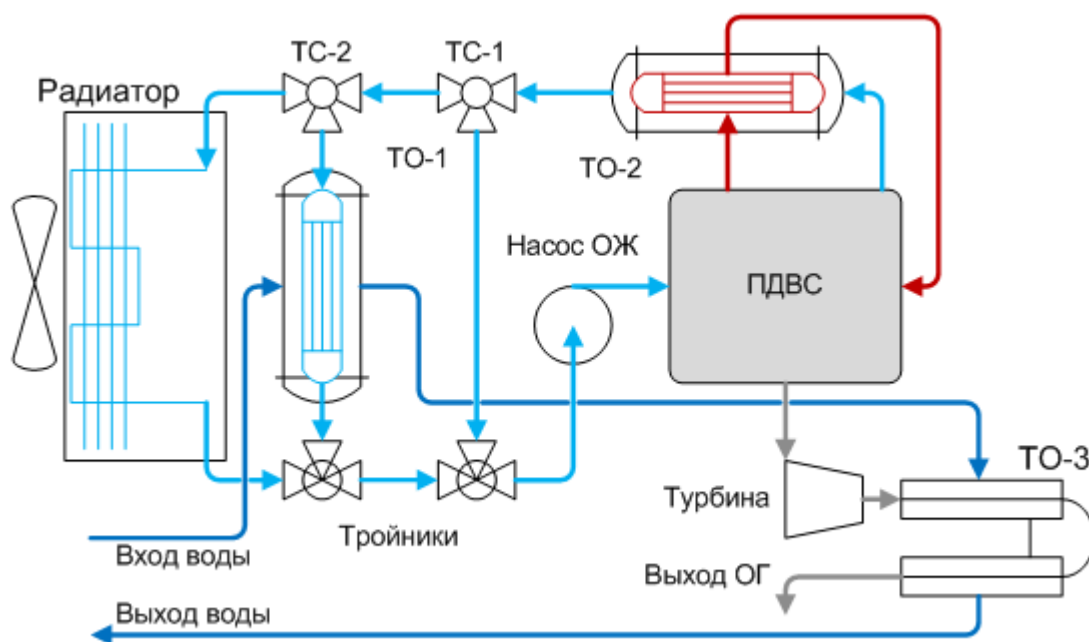 ТС-2
ТС-1
Радиатор
ТО-1
ТО-2
Насос ОЖ
ПДВС
ТО-3
Турбина
Тройники
Вход воды
Выход ОГ
Выход воды